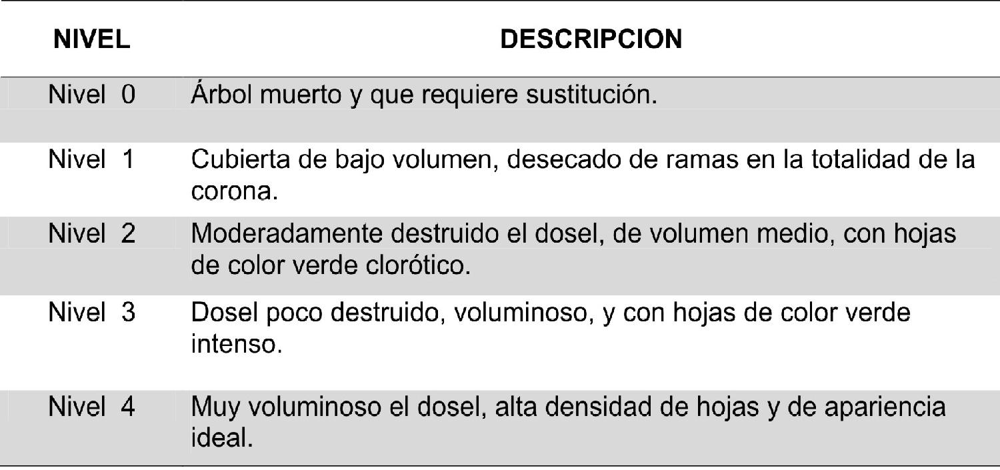 NIVEL DESCRIPCION
Nivel 0 Árbol muerto y que requiere sustitución.
Nivel 1 Cubierta de bajo volumen, desecado de ramas en la totalidad de la
corona.
Nivel 2 Moderadamente destruido el dosel, de volumen medio, con hojas
de color verde clorótico.
Nivel 3 Dosel poco destruido, voluminoso, y con hojas de color verde
intenso.
Nivel 4 Muy voluminoso el dosel, alta densidad de hojas y de apariencia
ideal.